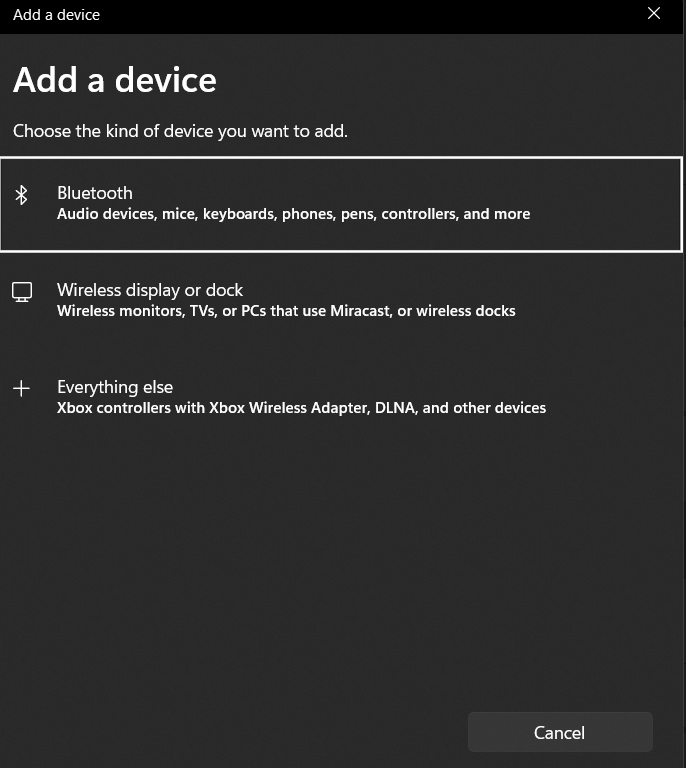 Add a device
Add a device
Choose the kind of device you want to add.
Bluetooth
Audio devices, mice, keyboards, phones, pens, controllers, and more
Wireless display or dock
Wireless monitors, TVs, or PCs that use Miracast, or wireless docks
Everything else
Xbox controllers with Xbox Wireless Adapter, DLNA, and other devices
Cancel